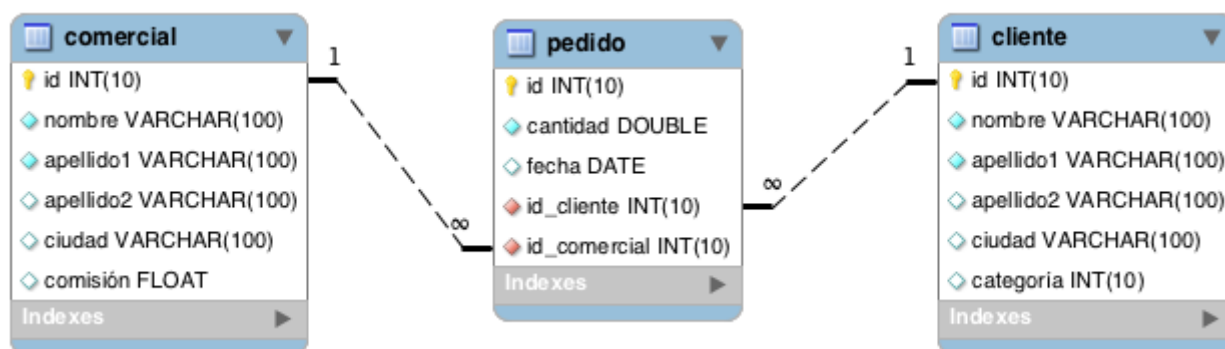 comercial
id INT(10)
nombre VARCHAR(100)
apellido1 VARCHAR(100)
apellido2 VARCHAR(100)
ciudad VARCHAR(100)
comisión FLOAT
Indexes
1
∞
pedido
id INT(10)
cantidad DOUBLE
fecha DATE
id_cliente INT(10)
id_comercial INT(10)
Indexes
∞
1
cliente
id INT(10)
nombre VARCHAR(100)
apellido1 VARCHAR(100)
apellido2 VARCHAR(100)
ciudad VARCHAR(100)
categoría INT(10)
Indexes